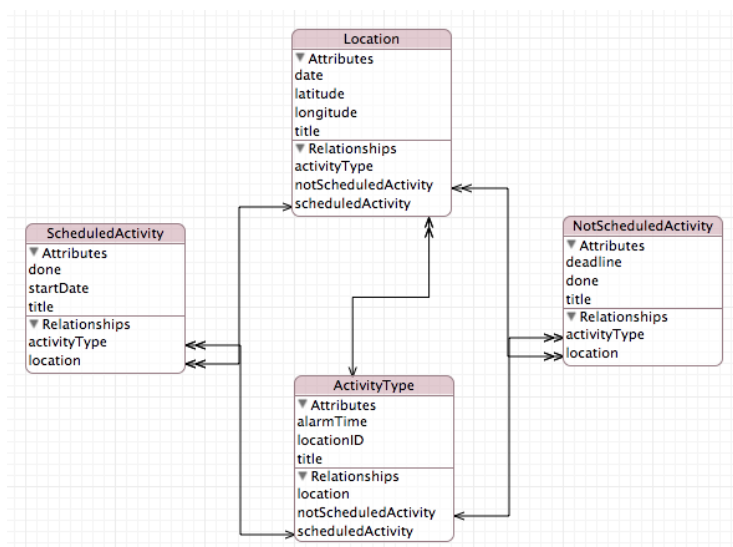 Location
Attributes
date
latitude
longitude
title
Relationships
activityType
notScheduledActivity
scheduledActivity
ScheduledActivity
Attributes
done
startDate
title
Relationships
activityType
location
NotScheduledActivity
Attributes
deadline
done
title
Relationships
activityType
location
ActivityType
Attributes
alarmTime
locationID
title
Relationships
location
notScheduledActivity
scheduledActivity